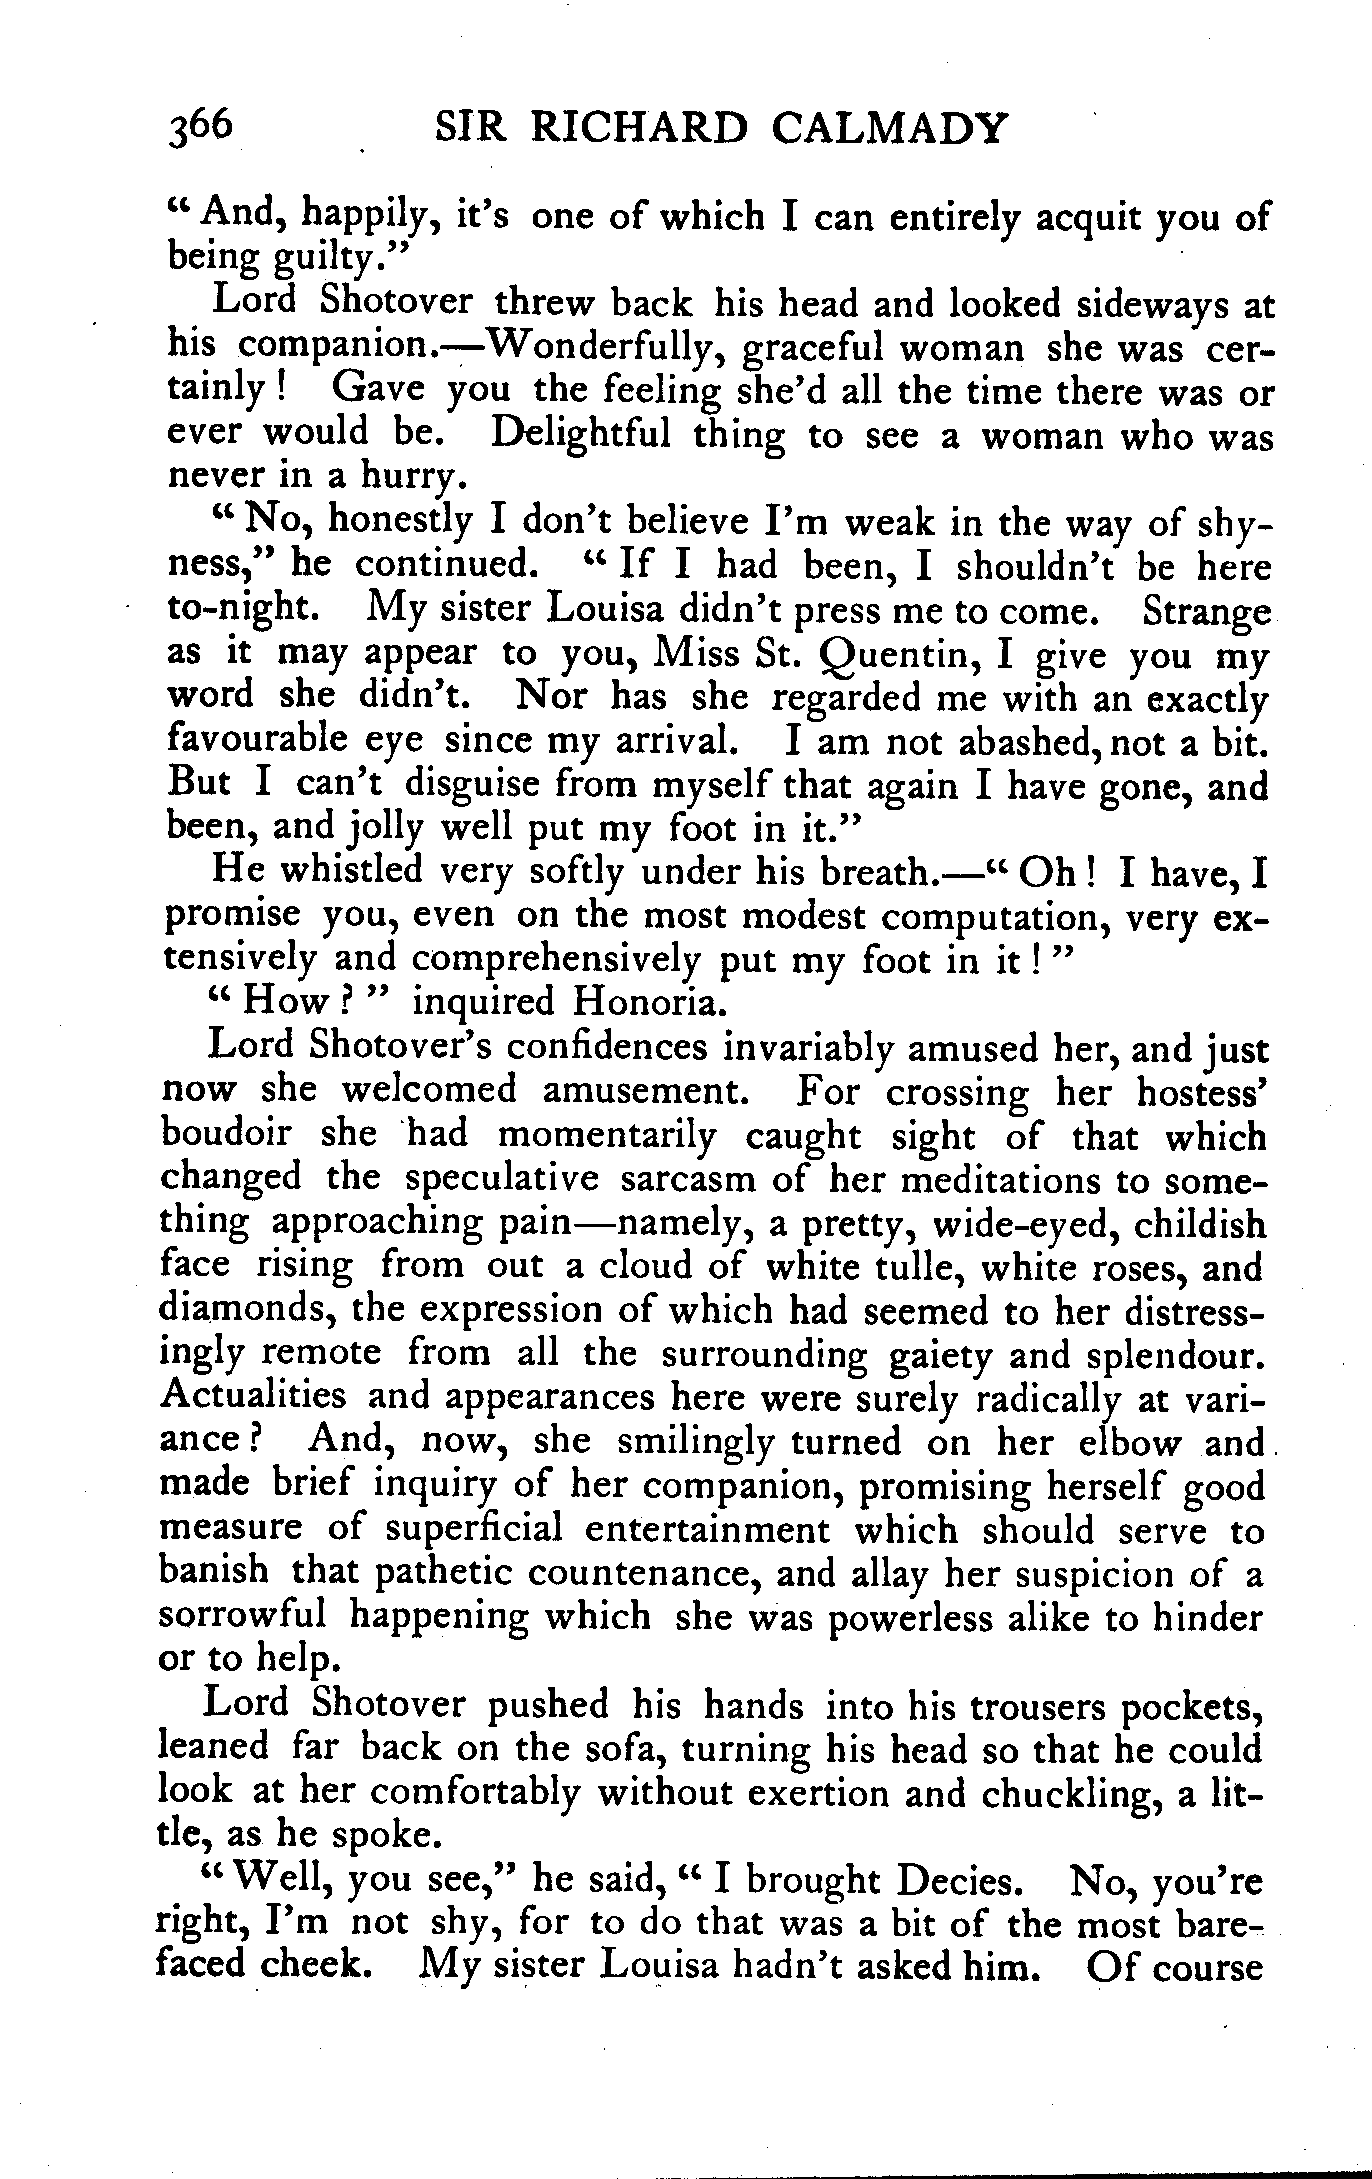 366 SIR RICHARD CALMADY
“ And, happily, it’s one of which I can entirely acquit you of
being guilty.”
Lord Shotover threw back his head and looked sideways at
his companion.—Wonderfully, graceful woman she was cer-
tainly ! Gave you the feeling she’d all the time there was or
ever would be. Delightful thing to see a woman who was
never in a hurry.
“ No, honestly I don’t believe I’m weak in the way of shy-
ness,” he continued. “ If I had been, I shouldn’t be here
to-night. My sister Louisa didn’t press me to come. Strange
as it may appear to you, Miss St. Quentin, I give you my
word she didn’t. Nor has she regarded me with an exactly
favourable eye since my arrival. I am not abashed, not a bit.
But I can’t disguise from myself that again I have gone, and
been, and jolly well put my foot in it.”
He whistled very softly under his breath.—“ Oh ! I have, I
promise you, even on the most modest computation, very ex-
tensively and comprehensively put my foot in it ! ”
“ How ? ” inquired Honoria.
Lord Shotover’s confidences invariably amused her, and just
now she welcomed amusement. For crossing her hostess’
boudoir she had momentarily caught sight of that which
changed the speculative sarcasm of her meditations to some-
thing approaching pain—namely, a pretty, wide-eyed, childish
face rising from out a cloud of white tulle, white roses, and
diamonds, the expression of which had seemed to her distress-
ingly remote from all the surrounding gaiety and splendour.
Actualities and appearances here were surely radically at vari-
ance ? And, now, she smilingly turned on her elbow and
made brief inquiry of her companion, promising herself good
measure of superficial entertainment which should serve to
banish that pathetic countenance, and allay her suspicion of a
sorrowful happening which she was powerless alike to hinder
or to help.
Lord Shotover pushed his hands into his trousers pockets,
leaned far back on the sofa, turning his head so that he could
look at her comfortably without exertion and chuckling, a lit-
tle, as he spoke.
“ Well, you see,” he said, “ I brought Decies. No, you’re
right, I’m not shy, for to do that was a bit of the most bare-
faced cheek. My sister Louisa hadn’t asked him. Of course